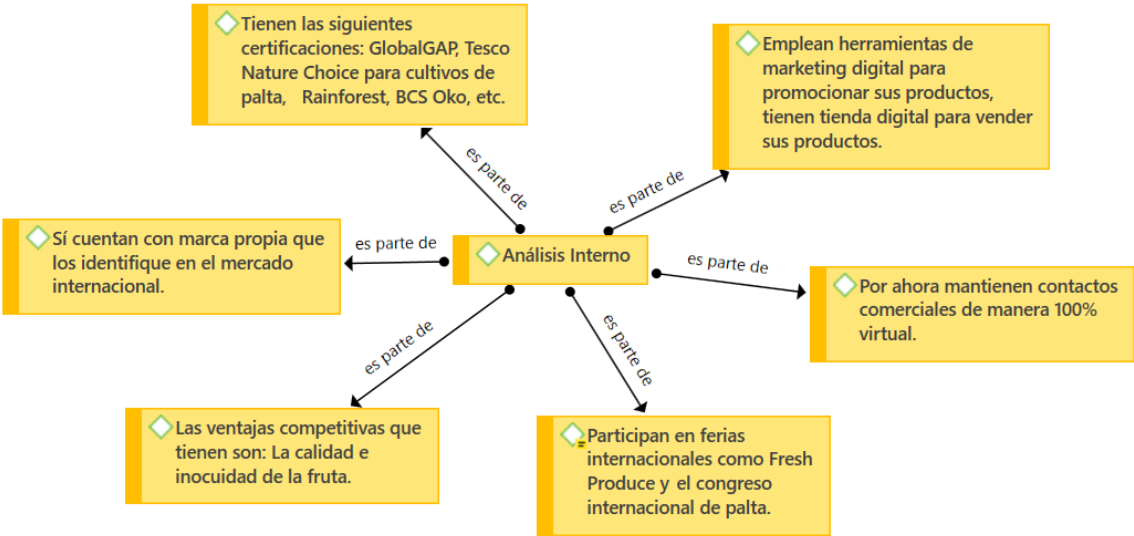 Tienen las siguientes
certificaciones: GlobalGAP, Tesco
Nature Choice para cultivos de
palta, Rainforest, BCS Oko, etc.
Emplean herramientas de
marketing digital para
promocionar sus productos,
tienen tienda digital para vender
sus productos.
es parte de
es parte de
Sí cuentan con marca propia que
los identifique en el mercado
internacional.
es parte de
Análisis Interno
es parte de
Por ahora mantienen contactos
comerciales de manera 100%
virtual.
es parte de
es parte de
Las ventajas competitivas que
tienen son: La calidad e
inocuidad de la fruta.
Participan en ferias
internacionales como Fresh
Produce y el congreso
internacional de palta.